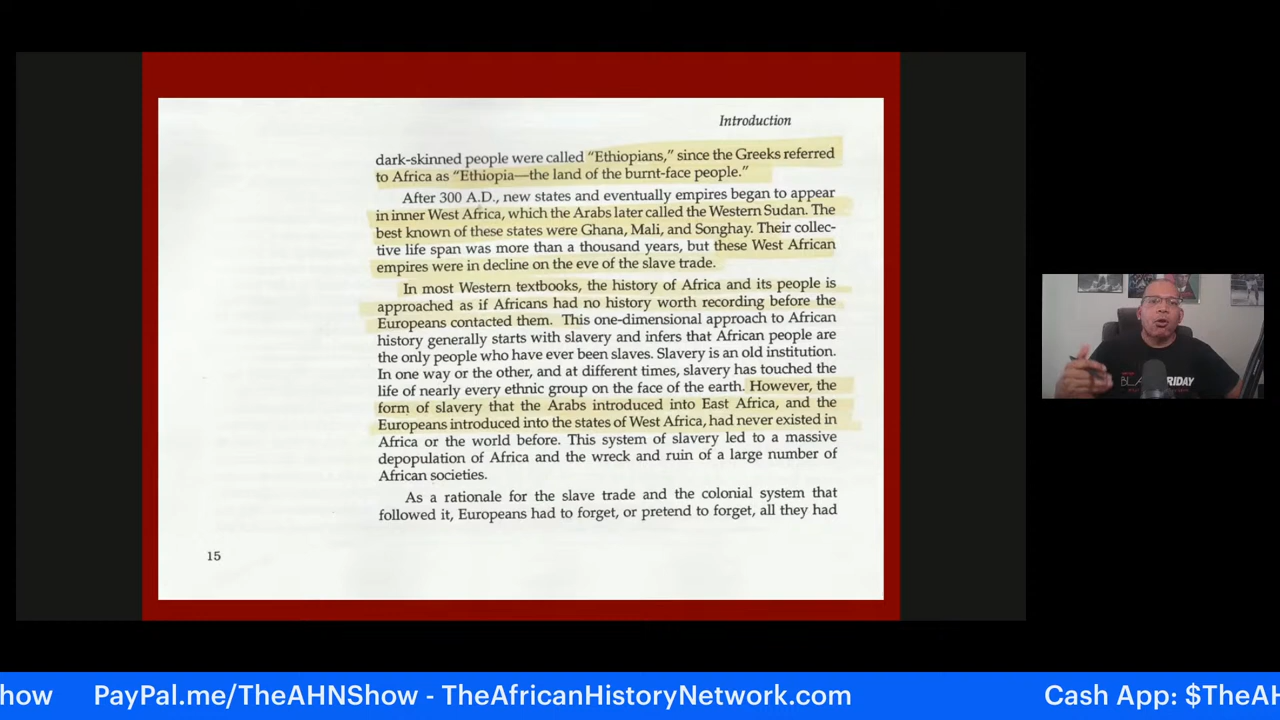 Introduction
dark-skinned people were called “Ethiopians,” since the Greeks referred
to Africa as “Ethiopia—the land of the burnt-face people.”
After 300 A.D., new states and eventually empires began to appear
in inner West Africa, which the Arabs later called the Western Sudan. The
best known of these states were Ghana, Mali, and Songhay. Their collec-
tive life span was more than a thousand years, but these West African
empires were in decline on the eve of the slave trade.
In most Western textbooks, the history of Africa and its people is
approached as if Africans had no history worth recording before the
Europeans contacted them. This one-dimensional approach to African
history generally starts with slavery and infers that African people are
the only people who have ever been slaves. Slavery is an old institution.
In one way or the other, and at different times, slavery has touched the
life of nearly every ethnic group on the face of the earth. However, the
form of slavery that the Arabs introduced into East Africa, and the
Europeans introduced into the states of West Africa, had never existed in
Africa or the world before. This system of slavery led to a massive
depopulation of Africa and the wreck and ruin of a large number of
African societies.
As a rationale for the slave trade and the colonial system that
followed it, Europeans had to forget, or pretend to forget, all they had
15
BLA RIDAY
how PayPal.me/TheAHNShow - TheAfricanHistoryNetwork.com Cash App: $TheAH